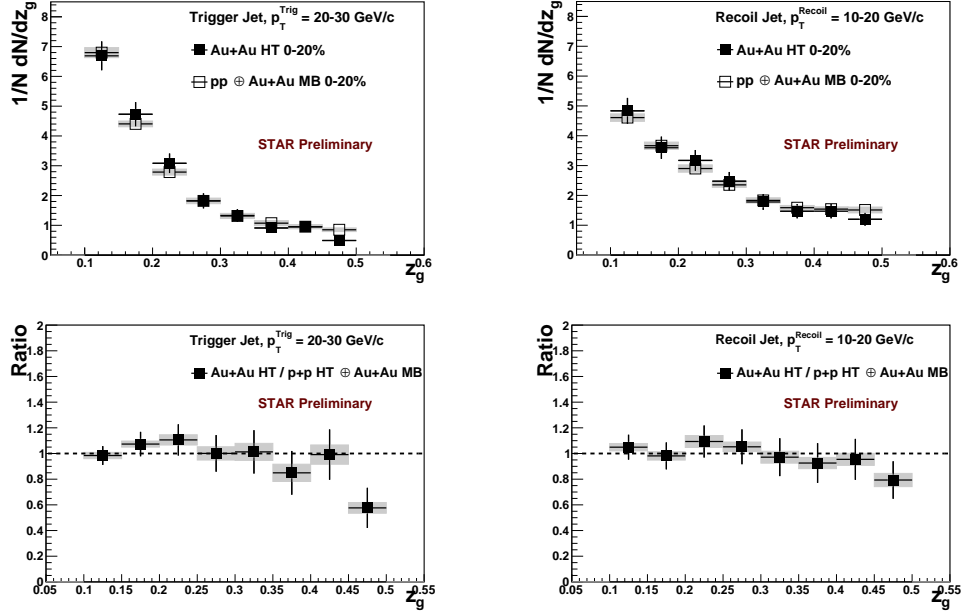 1/N dN/dz_g
Trigger Jet, p_T^Trig = 20-30 GeV/c
Au+Au HT 0-20%
pp ⊕ Au+Au MB 0-20%
STAR Preliminary
8
7
6
5
4
3
2
1
0
0.1 0.2 0.3 0.4 0.5 0.6
z_g
1/N dN/dz_g
Recoil Jet, p_T^Recoil = 10-20 GeV/c
Au+Au HT 0-20%
pp ⊕ Au+Au MB 0-20%
STAR Preliminary
8
7
6
5
4
3
2
1
0
0.1 0.2 0.3 0.4 0.5 0.6
z_g
Ratio
Trigger Jet, p_T^Trig = 20-30 GeV/c
Au+Au HT / p+p HT ⊕ Au+Au MB
STAR Preliminary
2
1.8
1.6
1.4
1.2
1
0.8
0.6
0.4
0.2
0
0.05 0.1 0.15 0.2 0.25 0.3 0.35 0.4 0.45 0.5 0.55
z_g
Ratio
Recoil Jet, p_T^Recoil = 10-20 GeV/c
Au+Au HT / p+p HT ⊕ Au+Au MB
STAR Preliminary
2
1.8
1.6
1.4
1.2
1
0.8
0.6
0.4
0.2
0
0.05 0.1 0.15 0.2 0.25 0.3 0.35 0.4 0.45 0.5 0.55
z_g